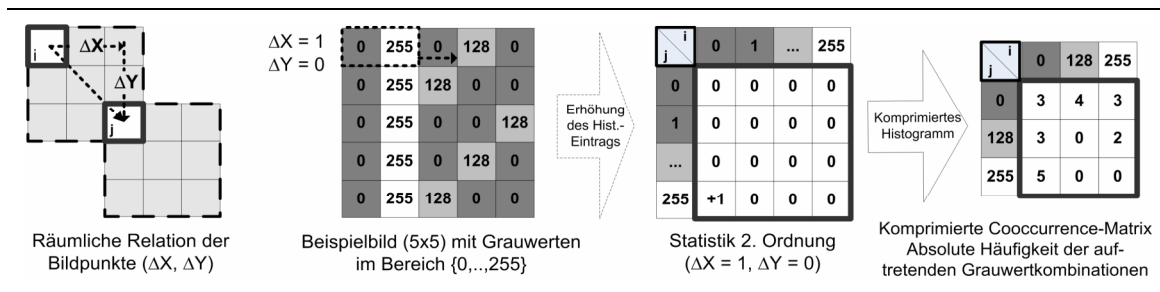 i ΔX
ΔY
j
Räumliche Relation der
Bildpunkte (ΔX, ΔY)
ΔX = 1
ΔY = 0
0 255 0 128 0
0 255 128 0 0
0 255 0 0 128
0 255 0 128 0
0 255 128 0 0
Beispielbild (5x5) mit Grauwerten
im Bereich {0,..,255}
Erhöhung
des Hist.-
Eintrags
j i 0 1 ... 255
0 0 0 0 0
1 0 0 0 0
... 0 0 0 0
255 +1 0 0 0
Statistik 2. Ordnung
(ΔX = 1, ΔY = 0)
Komprimiertes
Histogramm
j i 0 128 255
0 3 4 3
128 3 0 2
255 5 0 0
Komprimierte Cooccurrence-Matrix
Absolute Häufigkeit der auf-
tretenden Grauwertkombinationen